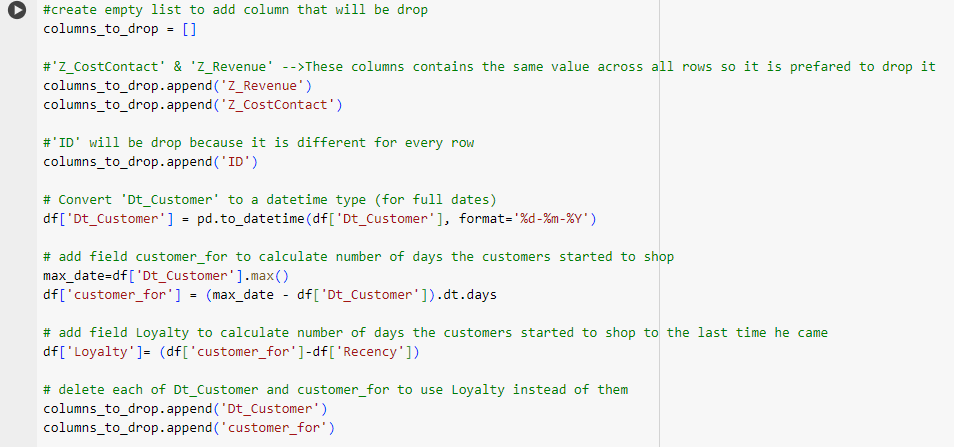 #create empty list to add column that will be drop
columns_to_drop = []
#'Z_CostContact' & 'Z_Revenue' -->These columns contains the same value across all rows so it is prefared to drop it
columns_to_drop.append('Z_Revenue')
columns_to_drop.append('Z_CostContact')
#'ID' will be drop because it is different for every row
columns_to_drop.append('ID')
# Convert 'Dt_Customer' to a datetime type (for full dates)
df['Dt_Customer'] = pd.to_datetime(df['Dt_Customer'], format='%d-%m-%Y')
# add field customer_for to calculate number of days the customers started to shop
max_date=df['Dt_Customer'].max()
df['customer_for'] = (max_date - df['Dt_Customer']).dt.days
# add field Loyalty to calculate number of days the customers started to shop to the last time he came
df['Loyalty']= (df['customer_for']-df['Recency'])
# delete each of Dt_Customer and customer_for to use Loyalty instead of them
columns_to_drop.append('Dt_Customer')
columns_to_drop.append('customer_for')